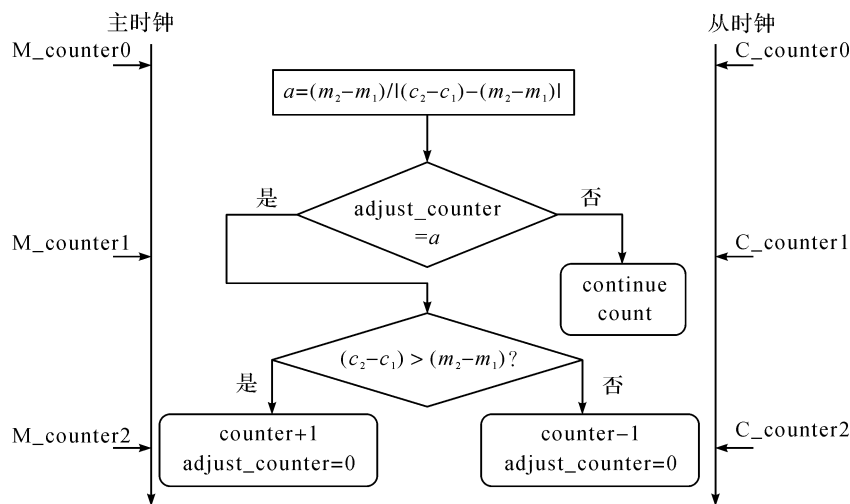 主时钟
从时钟
M_counter0
C_counter0
a=(m₂−m₁)/|(c₂−c₁)−(m₂−m₁)|
是
否
adjust_counter
=a
M_counter1
C_counter1
continue
count
(c₂−c₁) > (m₂−m₁)?
是
否
M_counter2
C_counter2
counter+1
adjust_counter=0
counter−1
adjust_counter=0